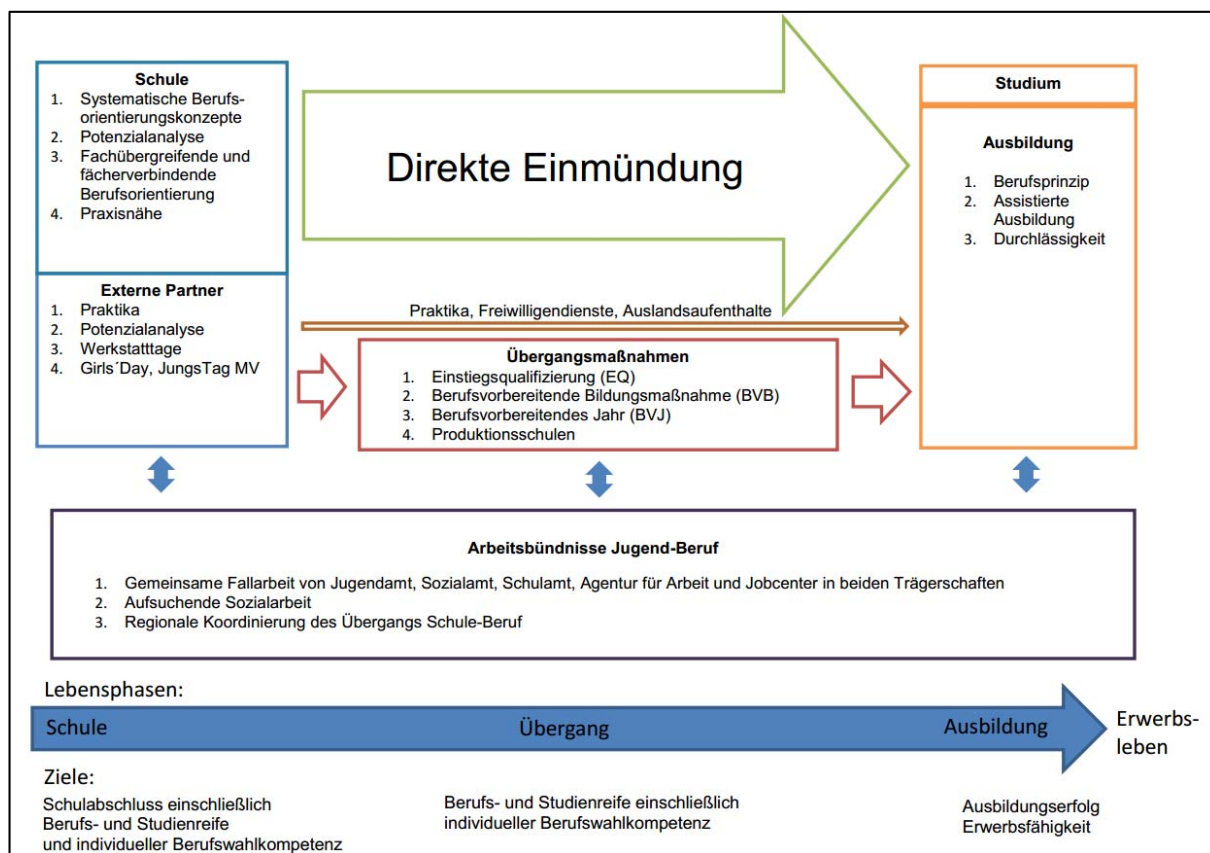 Schule
1. Systematische Berufs-
orientierungskonzepte
2. Potenzialanalyse
3. Fachübergreifende und
fächerverbindende
Berufsorientierung
4. Praxisnähe
Externe Partner
1. Praktika
2. Potenzialanalyse
3. Werkstatttage
4. Girls´Day, JungsTag MV
Direkte Einmündung
Praktika, Freiwilligendienste, Auslandsaufenthalte
Übergangsmaßnahmen
1. Einstiegsqualifizierung (EQ)
2. Berufsvorbereitende Bildungsmaßnahme (BVB)
3. Berufsvorbereitendes Jahr (BVJ)
4. Produktionsschulen
Studium
Ausbildung
1. Berufsprinzip
2. Assistierte
Ausbildung
3. Durchlässigkeit
Arbeitsbündnisse Jugend-Beruf
1. Gemeinsame Fallarbeit von Jugendamt, Sozialamt, Schulamt, Agentur für Arbeit und Jobcenter in beiden Trägerschaften
2. Aufsuchende Sozialarbeit
3. Regionale Koordinierung des Übergangs Schule-Beruf
Lebensphasen:
Schule
Übergang
Ausbildung
Erwerbs-
leben
Ziele:
Schulabschluss einschließlich
Berufs- und Studienreife
und individueller Berufswahlkompetenz
Berufs- und Studienreife einschließlich
individueller Berufswahlkompetenz
Ausbildungserfolg
Erwerbsfähigkeit